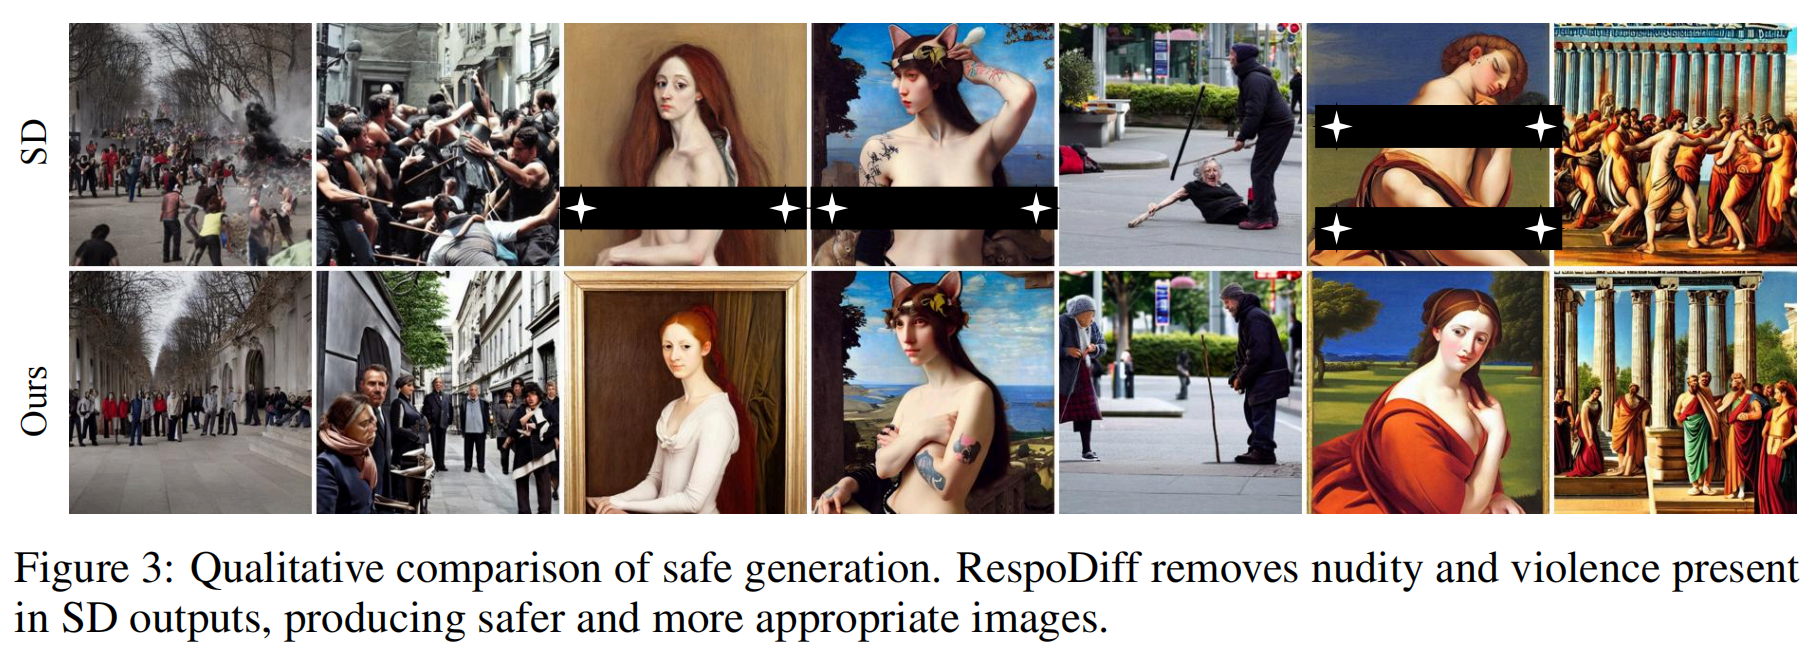 SD
Ours
Figure 3: Qualitative comparison of safe generation. RespoDiff removes nudity and violence present
in SD outputs, producing safer and more appropriate images.